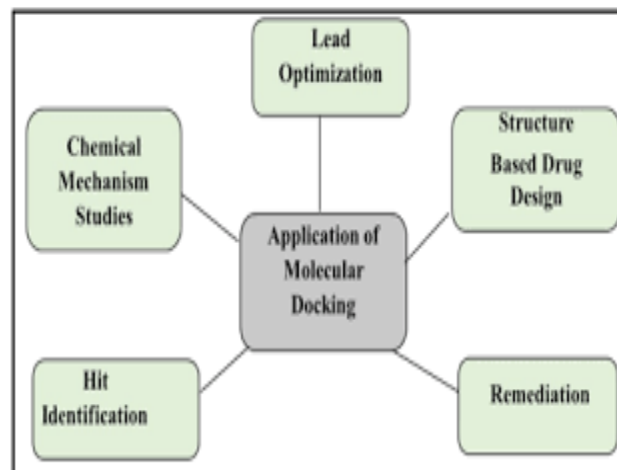 Lead
Optimization
Chemical
Mechanism
Studies
Structure
Based Drug
Design
Application of
Molecular
Docking
Hit
Identification
Remediation